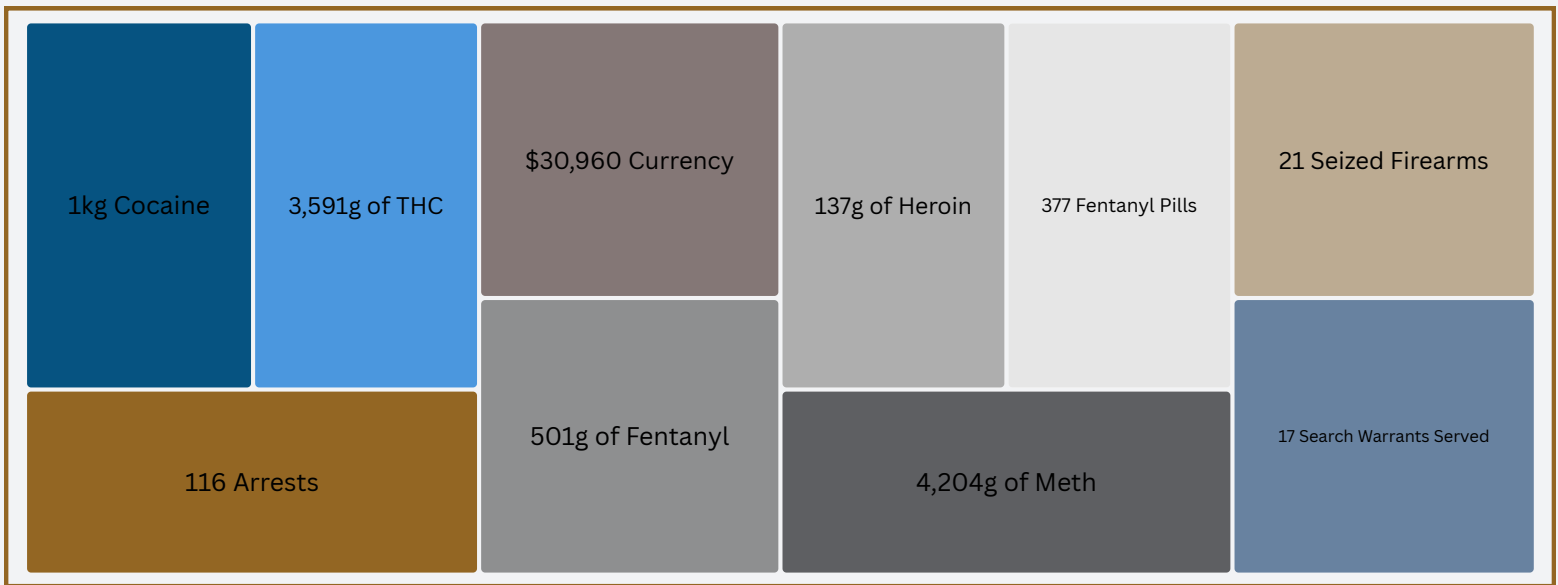 1kg Cocaine
3,591g of THC
$30,960 Currency
137g of Heroin
377 Fentanyl Pills
21 Seized Firearms
116 Arrests
501g of Fentanyl
4,204g of Meth
17 Search Warrants Served